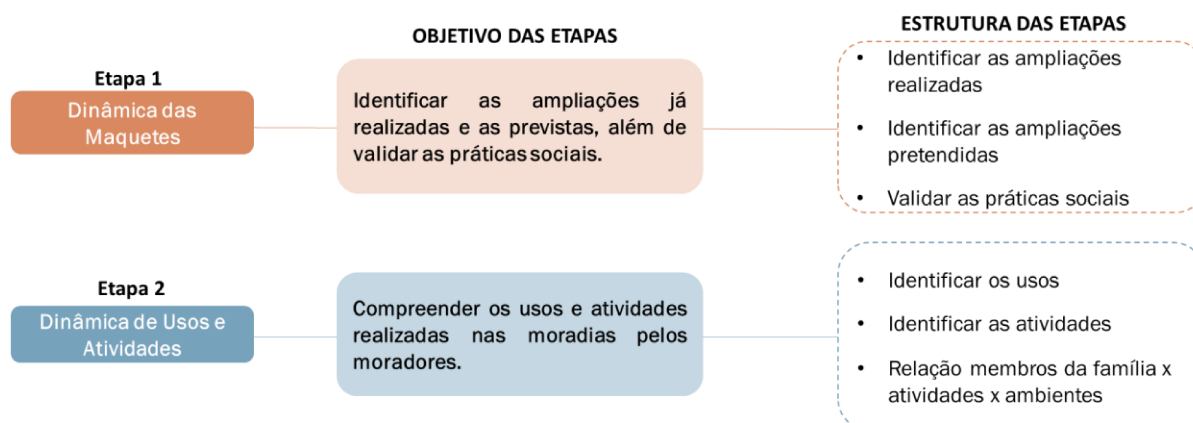 OBJETIVO DAS ETAPAS
ESTRUTURA DAS ETAPAS
Etapa 1
Dinâmica das
Maquetes
Identificar as ampliações já
realizadas e as previstas, além de
validar as práticas sociais.
• Identificar as ampliações
realizadas
• Identificar as ampliações
pretendidas
• Validar as práticas sociais
Etapa 2
Dinâmica de Usos e
Atividades
Compreender os usos e atividades
realizadas nas moradias pelos
moradores.
• Identificar os usos
• Identificar as atividades
• Relação membros da família x
atividades x ambientes